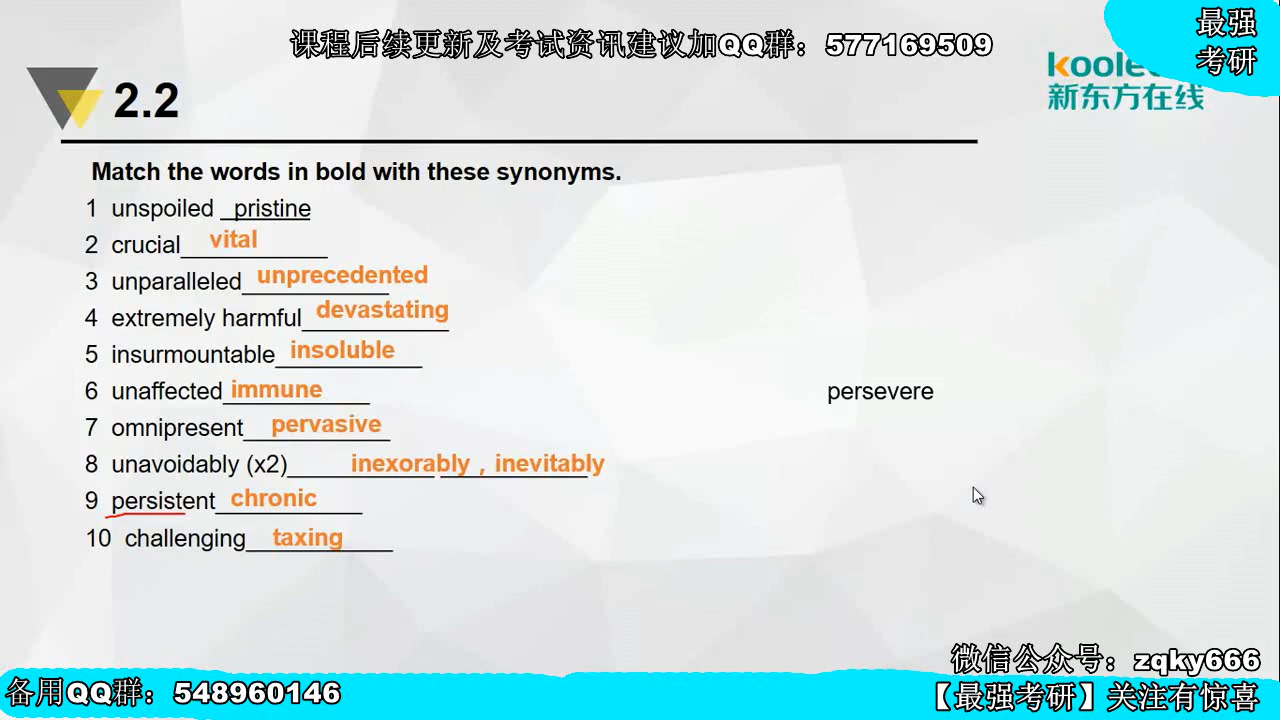 课程后续更新及考试资讯建议加QQ群：577169509
最强
考研
koole
新东方在线
2.2
Match the words in bold with these synonyms.
1 unspoiled pristine
2 crucial vital
3 unparalleled unprecedented
4 extremely harmful devastating
5 insurmountable insoluble
6 unaffected immune
persevere
7 omnipresent pervasive
8 unavoidably (x2) inexorably，inevitably
9 persistent chronic
10 challenging taxing
微信公众号：zqky666
备用QQ群：548960146
【最强考研】关注有惊喜